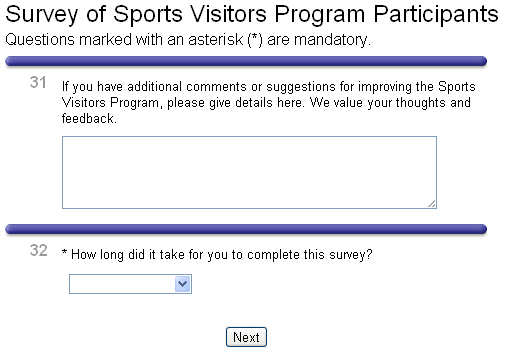 Survey of Sports Visitors Program Participants
Questions marked with an asterisk (*) are mandatory.
31
If you have additional comments or suggestions for improving the Sports
Visitors Program, please give details here. We value your thoughts and
feedback.
32
* How long did it take for you to complete this survey?
Next